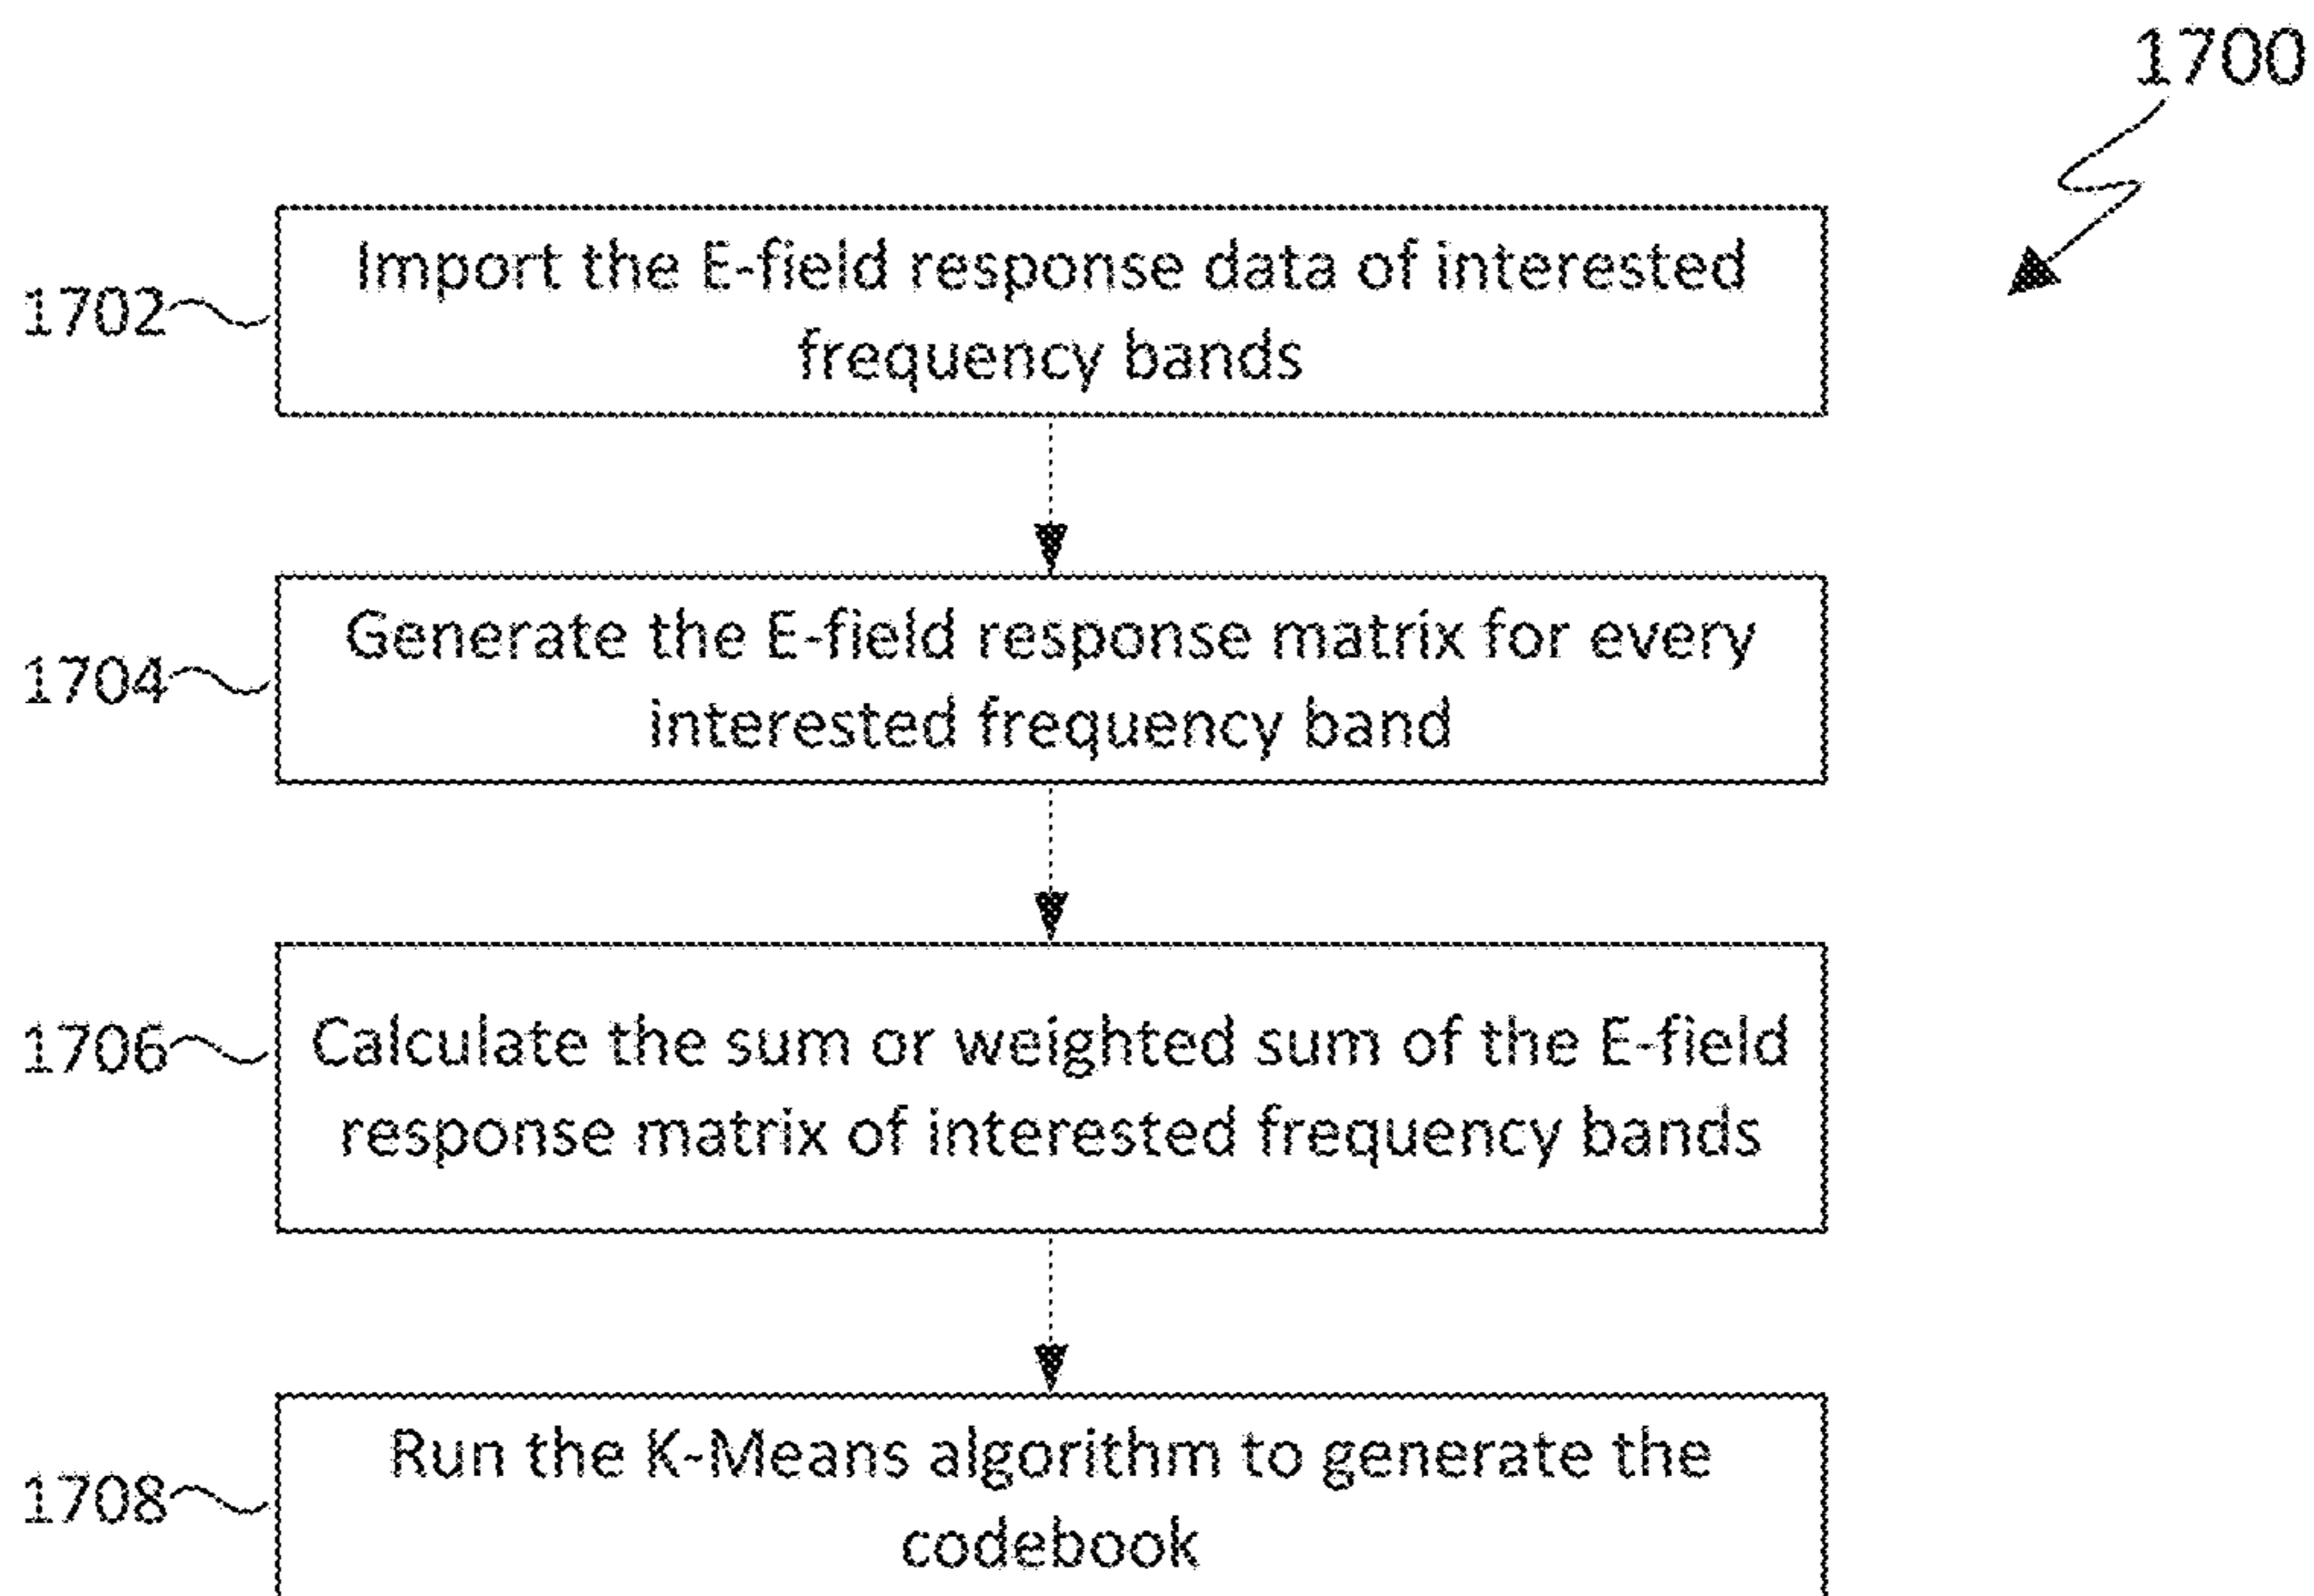 1700
1702
Import the E-field response data of interested
frequency bands
1704
Generate the E-field response matrix for every
interested frequency band
1706
Calculate the sum or weighted sum of the E-field
response matrix of interested frequency bands
1708
Run the K-Means algorithm to generate the
codebook